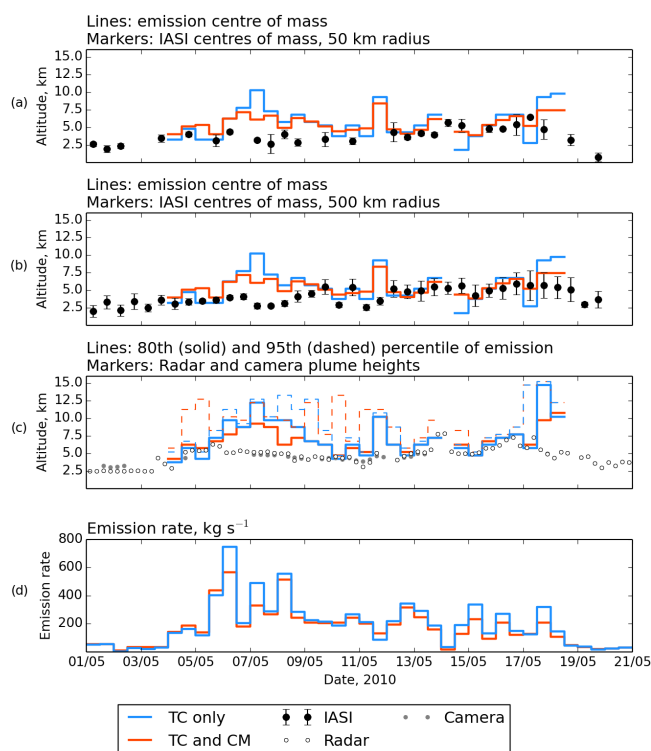 Lines: emission centre of mass
Markers: IASI centres of mass, 50 km radius
(a)
Altitude, km
15.0
12.5
10.0
7.5
5.0
2.5
Lines: emission centre of mass
Markers: IASI centres of mass, 500 km radius
(b)
Altitude, km
15.0
12.5
10.0
7.5
5.0
2.5
Lines: 80th (solid) and 95th (dashed) percentile of emission
Markers: Radar and camera plume heights
(c)
Altitude, km
15.0
12.5
10.0
7.5
5.0
2.5
Emission rate, kg s⁻¹
(d)
Emission rate
800
600
400
200
01/05 03/05 05/05 07/05 09/05 11/05 13/05 15/05 17/05 19/05 21/05
Date, 2010
TC only IASI Camera
TC and CM Radar